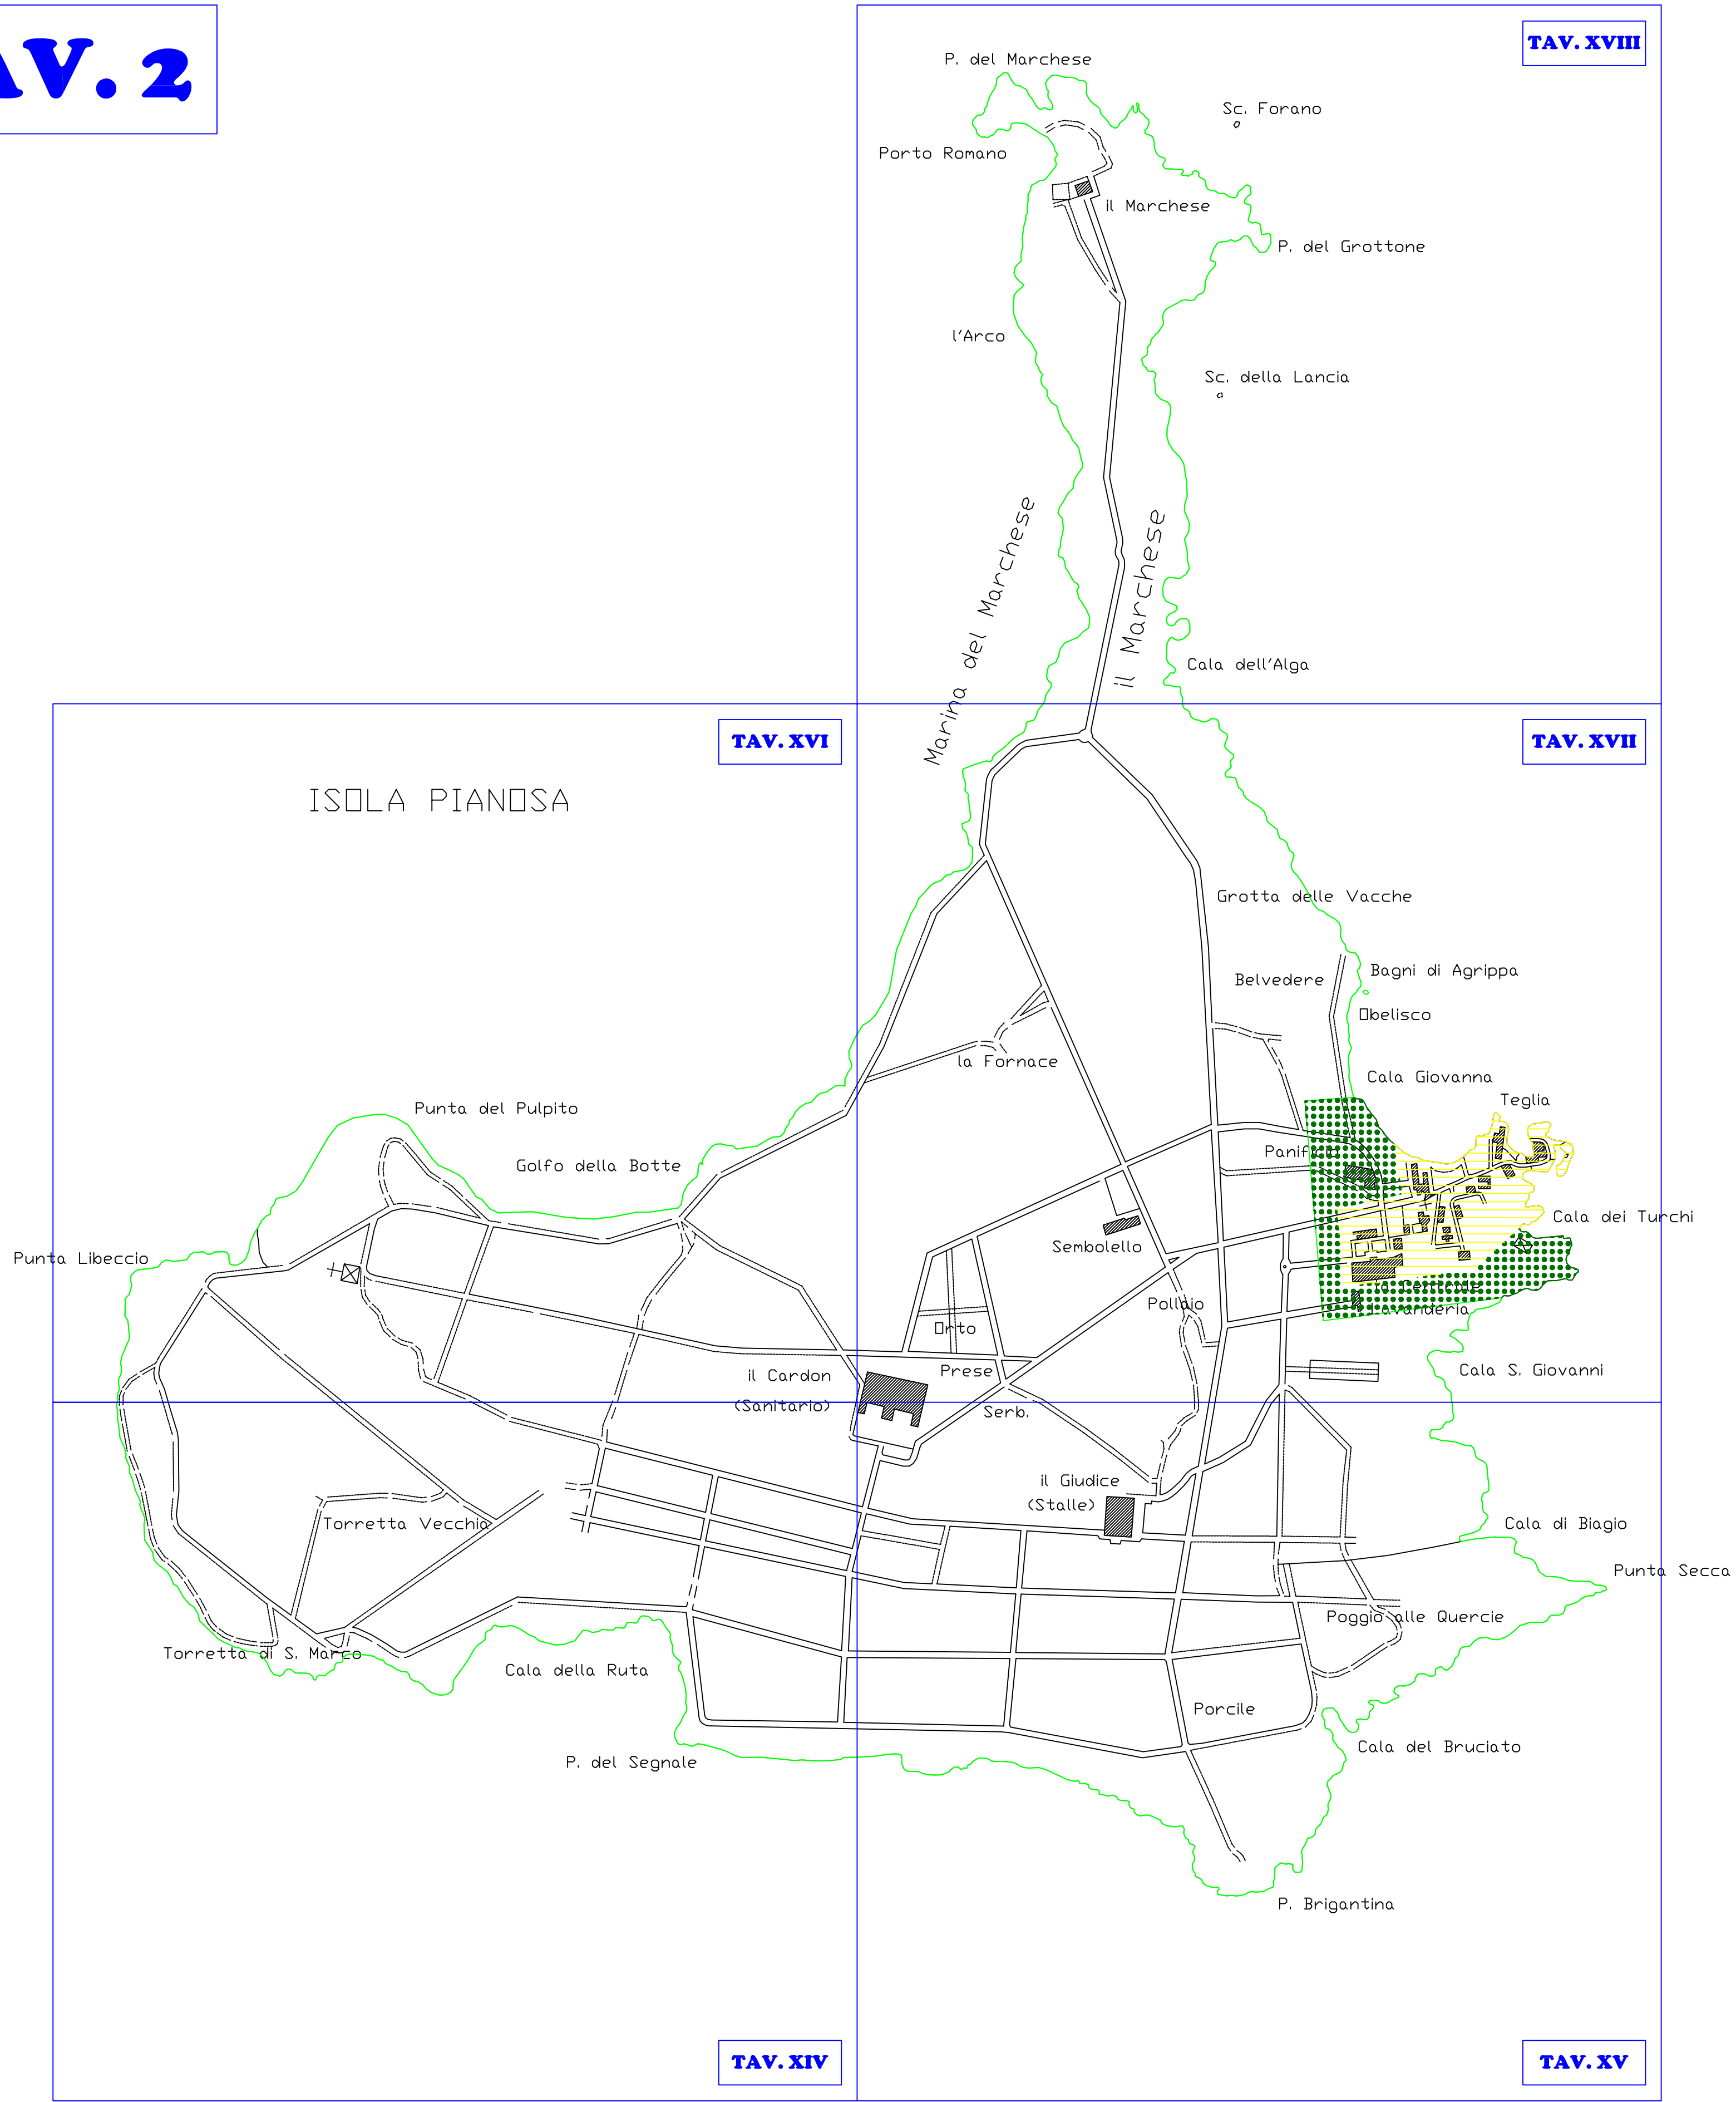 AV. 2
TAV. XVIII
P. del Marchese
Sc. Forano
Porto Romano
il Marchese
P. del Grottone
l'Arco
Sc. della Lancia
Marina del Marchese
il Marchese
Cala dell'Alga
TAV. XVI
TAV. XVII
ISOLA PIANOSA
Grotta delle Vacche
Bagni di Agrippa
Belvedere
Obelisco
la Fornace
Cala Giovanna
Teglia
Punta del Pulpito
Panificio
Golfo della Botte
Cala dei Turchi
Sembolello
Punta Libeccio
la Centrale
Pollaio
Lavanderia
Orto
Prese
Cala S. Giovanni
il Cardon
(Sanitario)
Serb.
il Giudice
(Stalle)
Torretta Vecchia
Cala di Biagio
Punta Secca
Poggio alle Quercie
Torretta di S. Marco
Cala della Ruta
Porcile
Cala del Bruciato
P. del Segnale
P. Brigantina
TAV. XIV
TAV. XV